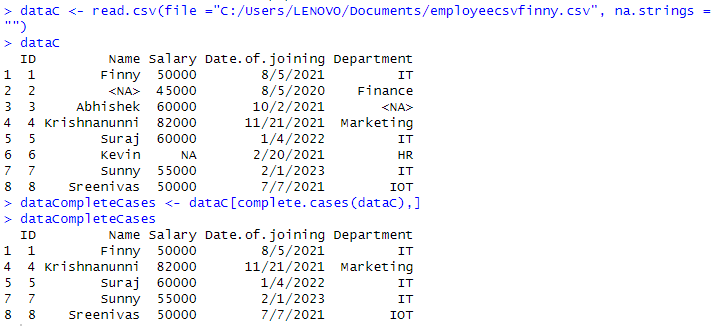 > dataC <- read.csv(file ="C:/Users/LENOVO/Documents/employeecsvfinny.csv", na.strings =
"")
> dataC
  ID        Name Salary Date.of.joining Department
1  1       Finny  50000        8/5/2021         IT
2  2        <NA>  45000        8/5/2020    Finance
3  3    Abhishek  60000       10/2/2021       <NA>
4  4 Krishnanunni  82000      11/21/2021  Marketing
5  5       Suraj  60000        1/4/2022         IT
6  6       Kevin     NA       2/20/2021         HR
7  7       Sunny  55000        2/1/2023         IT
8  8   Sreenivas  50000        7/7/2021        IOT
> dataCompleteCases <- dataC[complete.cases(dataC),]
> dataCompleteCases
  ID        Name Salary Date.of.joining Department
1  1       Finny  50000        8/5/2021         IT
4  4 Krishnanunni  82000      11/21/2021  Marketing
5  5       Suraj  60000        1/4/2022         IT
7  7       Sunny  55000        2/1/2023         IT
8  8   Sreenivas  50000        7/7/2021        IOT